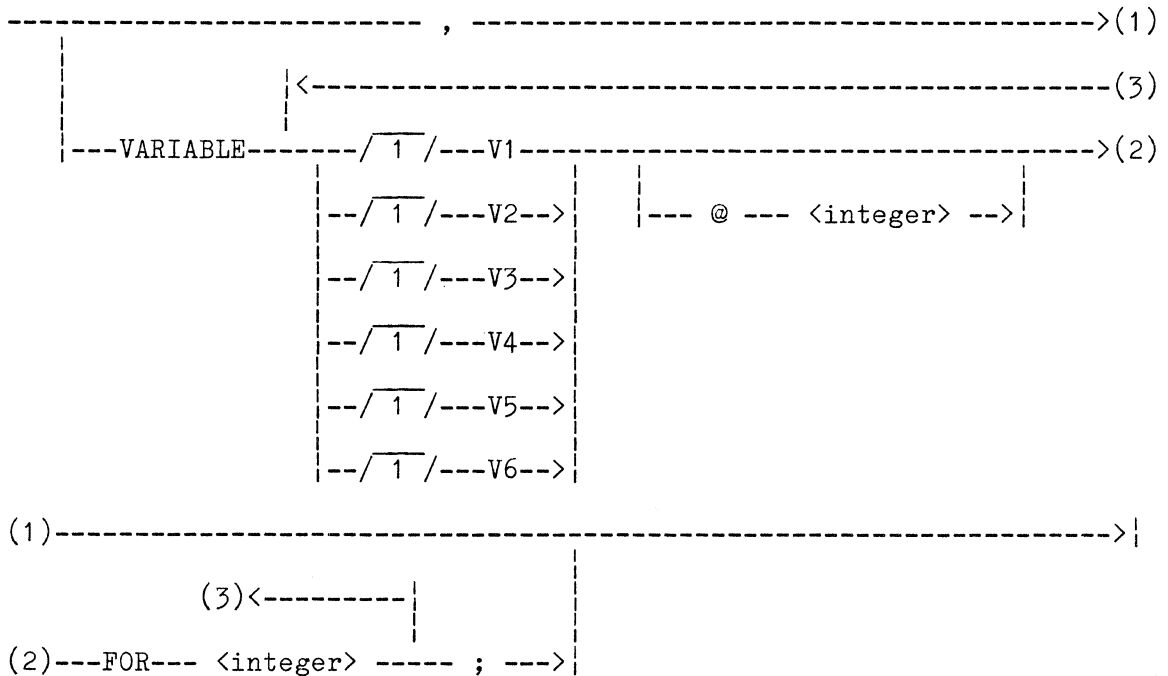 , (1)
(3)
VARIABLE / 1 / V1 (2)
/ 1 / V2 @ <integer>
/ 1 / V3
/ 1 / V4
/ 1 / V5
/ 1 / V6
(1)
(3)
(2) FOR <integer> ;